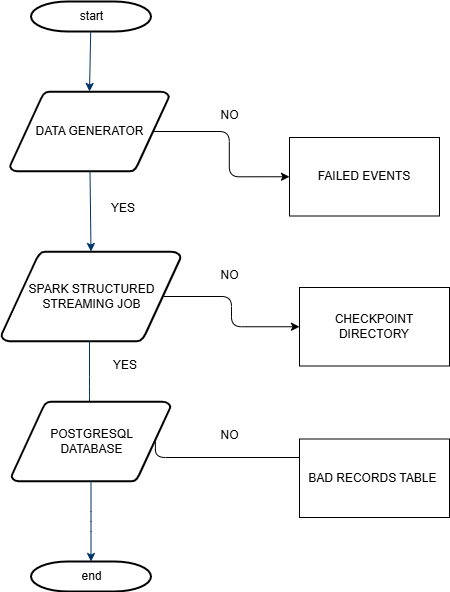 start
DATA GENERATOR
NO
FAILED EVENTS
YES
SPARK STRUCTURED
STREAMING JOB
NO
CHECKPOINT
DIRECTORY
YES
POSTGRESQL
DATABASE
NO
BAD RECORDS TABLE
end